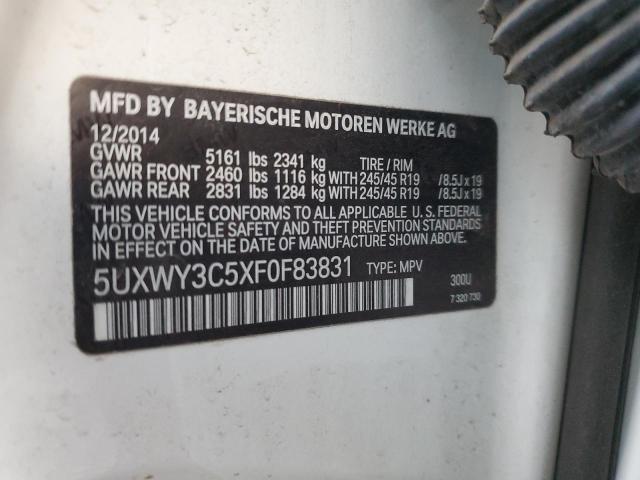 MFD BY BAYERISCHE MOTOREN WERKE AG
12/2014
GVWR 5161 lbs 2341 kg TIRE / RIM
GAWR FRONT 2460 lbs 1116 kg WITH 245/45 R19 / 8.5J x 19
GAWR REAR 2831 lbs 1284 kg WITH 245/45 R19 / 8.5J x 19
THIS VEHICLE CONFORMS TO ALL APPLICABLE U. S. FEDERAL
MOTOR VEHICLE SAFETY AND THEFT PREVENTION STANDARDS
IN EFFECT ON THE DATE OF MANUFACTURE SHOWN ABOVE.
5UXWY3C5XF0F83831 TYPE: MPV
300U
7 320 730